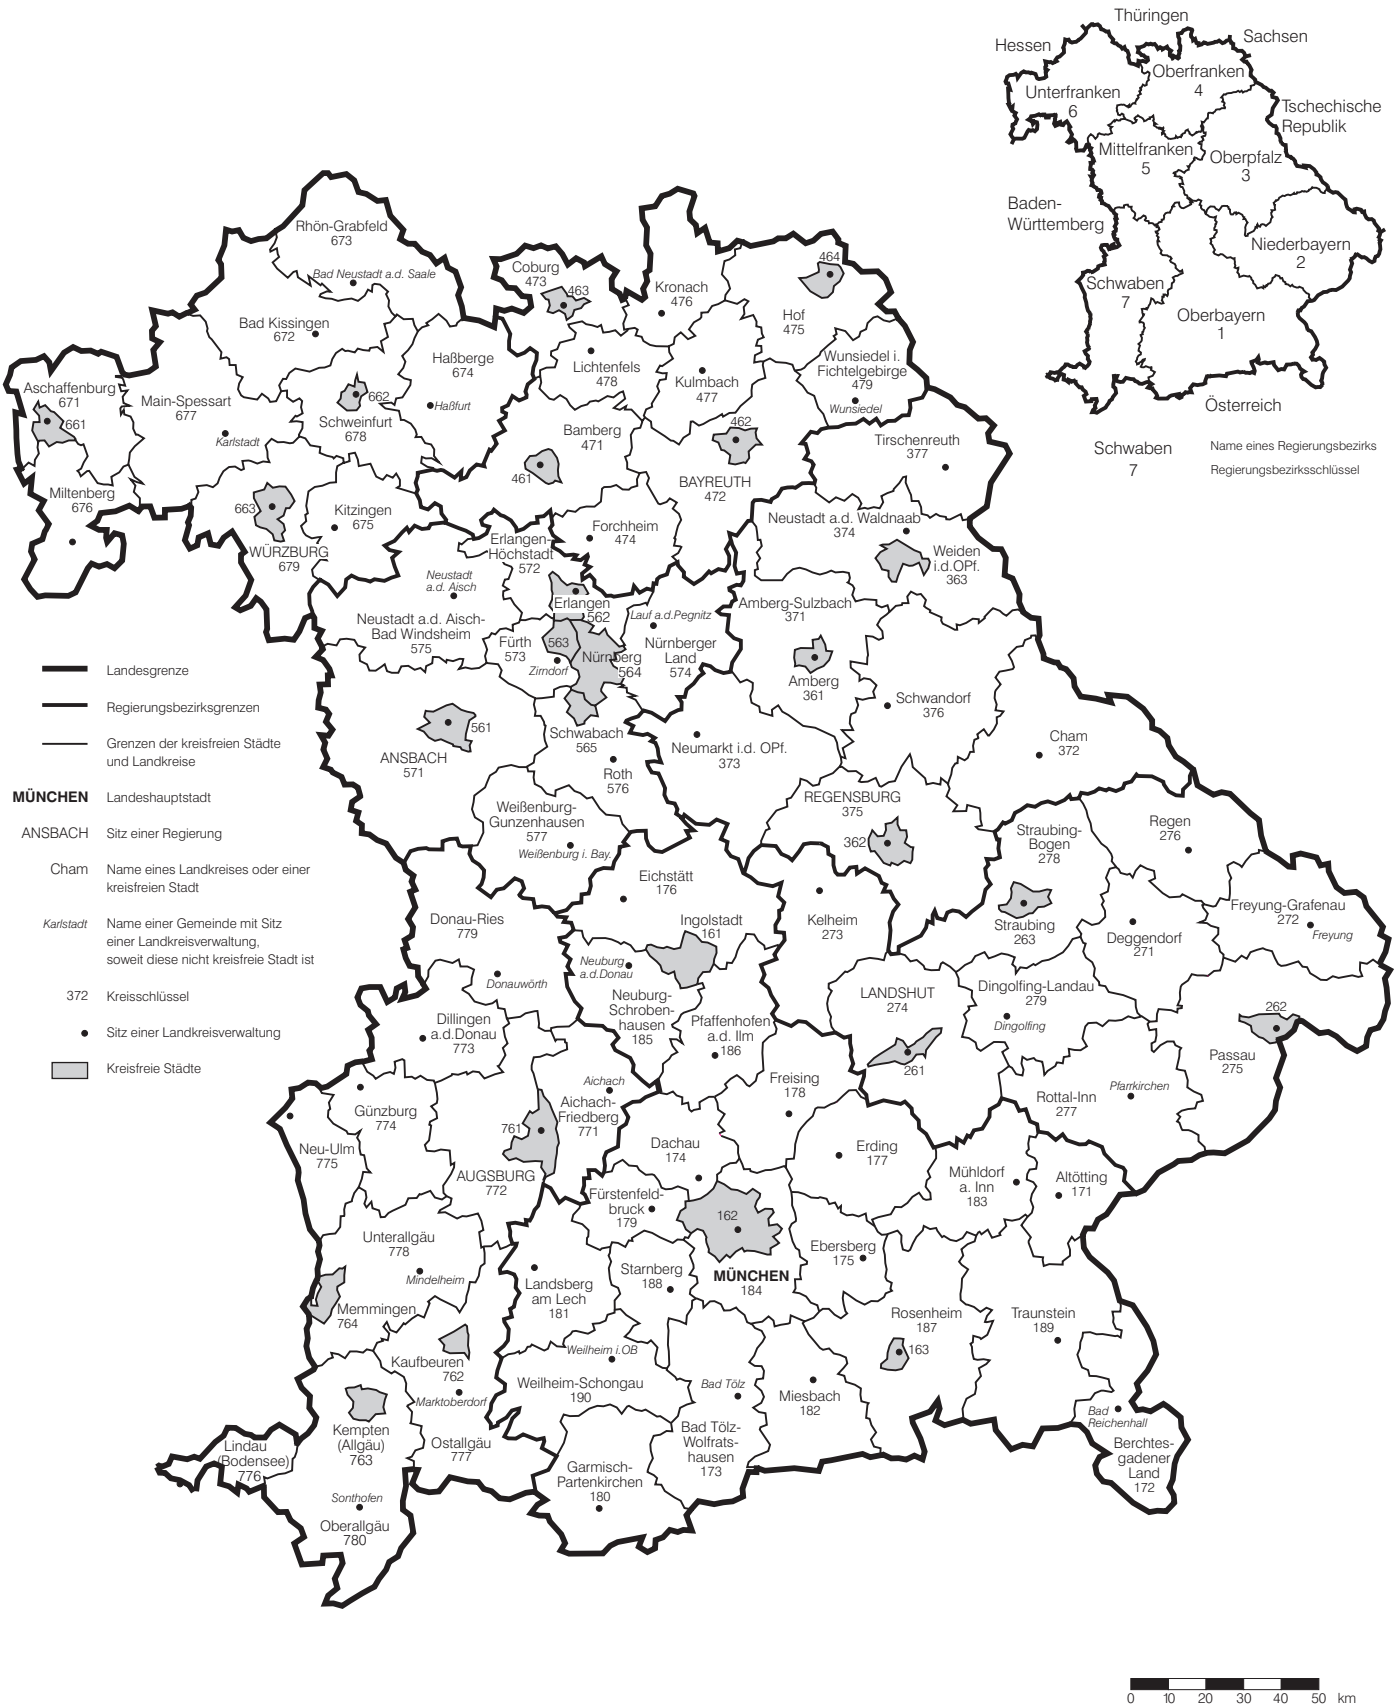 Thüringen
Hessen
Sachsen
Oberfranken
4
Unterfranken
6
Tschechische
Republik
Mittelfranken
5
Oberpfalz
3
Baden-
Württemberg
Niederbayern
2
Schwaben
7
Oberbayern
1
Österreich
Schwaben
7
Name eines Regierungsbezirks
Regierungsbezirksschlüssel
Rhön-Grabfeld
673
Bad Neustadt a.d. Saale
Coburg
473
463
464
Kronach
476
Hof
475
Bad Kissingen
672
Haßberge
674
Haßfurt
Lichtenfels
478
Kulmbach
477
Wunsiedel i.
Fichtelgebirge
479
Wunsiedel
Aschaffenburg
671
661
Main-Spessart
677
Karlstadt
662
Schweinfurt
678
Bamberg
471
461
462
BAYREUTH
472
Tirschenreuth
377
Miltenberg
676
663
WÜRZBURG
679
Kitzingen
675
Forchheim
474
Erlangen-
Höchstadt
572
Neustadt a.d. Waldnaab
374
Weiden
i.d.OPf.
363
Neustadt
a.d. Aisch
Neustadt a.d. Aisch-
Bad Windsheim
575
Erlangen
562
Lauf a.d.Pegnitz
Nürnberger
Land
574
Amberg-Sulzbach
371
Amberg
361
Fürth
573
563
Zirndorf
Nürnberg
564
Schwandorf
376
Landesgrenze
Regierungsbezirksgrenzen
Grenzen der kreisfreien Städte
und Landkreise
MÜNCHEN Landeshauptstadt
ANSBACH Sitz einer Regierung
Cham Name eines Landkreises oder einer
kreisfreien Stadt
Karlstadt Name einer Gemeinde mit Sitz
einer Landkreisverwaltung,
soweit diese nicht kreisfreie Stadt ist
372 Kreisschlüssel
Sitz einer Landkreisverwaltung
Kreisfreie Städte
561
ANSBACH
571
Schwabach
565
Roth
576
Neumarkt i.d. OPf.
373
Cham
372
Weißenburg-
Gunzenhausen
577
Weißenburg i. Bay.
REGENSBURG
375
362
Straubing-
Bogen
278
Regen
276
Eichstätt
176
Ingolstadt
161
Kelheim
273
Straubing
263
Deggendorf
271
Freyung-Grafenau
272
Freyung
Donau-Ries
779
Donauwörth
Neuburg
a.d.Donau
Neuburg-
Schroben-
hausen
185
Pfaffenhofen
a.d. Ilm
186
LANDSHUT
274
261
Dingolfing-Landau
279
Dingolfing
262
Passau
275
Dillingen
a.d.Donau
773
Aichach
Aichach-
Friedberg
771
Freising
178
Rottal-Inn
277
Pfarrkirchen
Günzburg
774
Neu-Ulm
775
761
AUGSBURG
772
Dachau
174
Erding
177
Mühldorf
a. Inn
183
Altötting
171
Fürstenfeld-
bruck
179
162
MÜNCHEN
184
Ebersberg
175
Unterallgäu
778
Mindelheim
Landsberg
am Lech
181
Starnberg
188
Memmingen
764
Rosenheim
187
163
Traunstein
189
Kaufbeuren
762
Marktoberdorf
Weilheim i.OB
Weilheim-Schongau
190
Bad Tölz
Bad Tölz-
Wolfrats-
hausen
173
Miesbach
182
Bad
Reichenhall
Berchtes-
gadener
Land
172
Kempten
(Allgäu)
763
Ostallgäu
777
Lindau
(Bodensee)
776
Garmisch-
Partenkirchen
180
Sonthofen
Oberallgäu
780
0 10 20 30 40 50 km